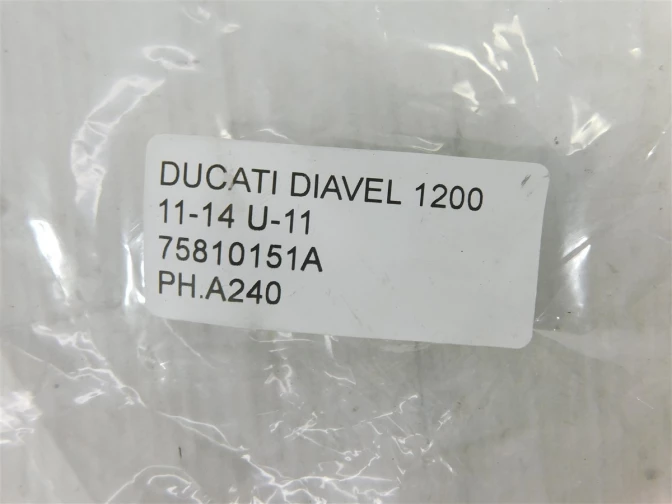 DUCATI DIAVEL 1200
11-14 U-11
75810151A
PH.A240